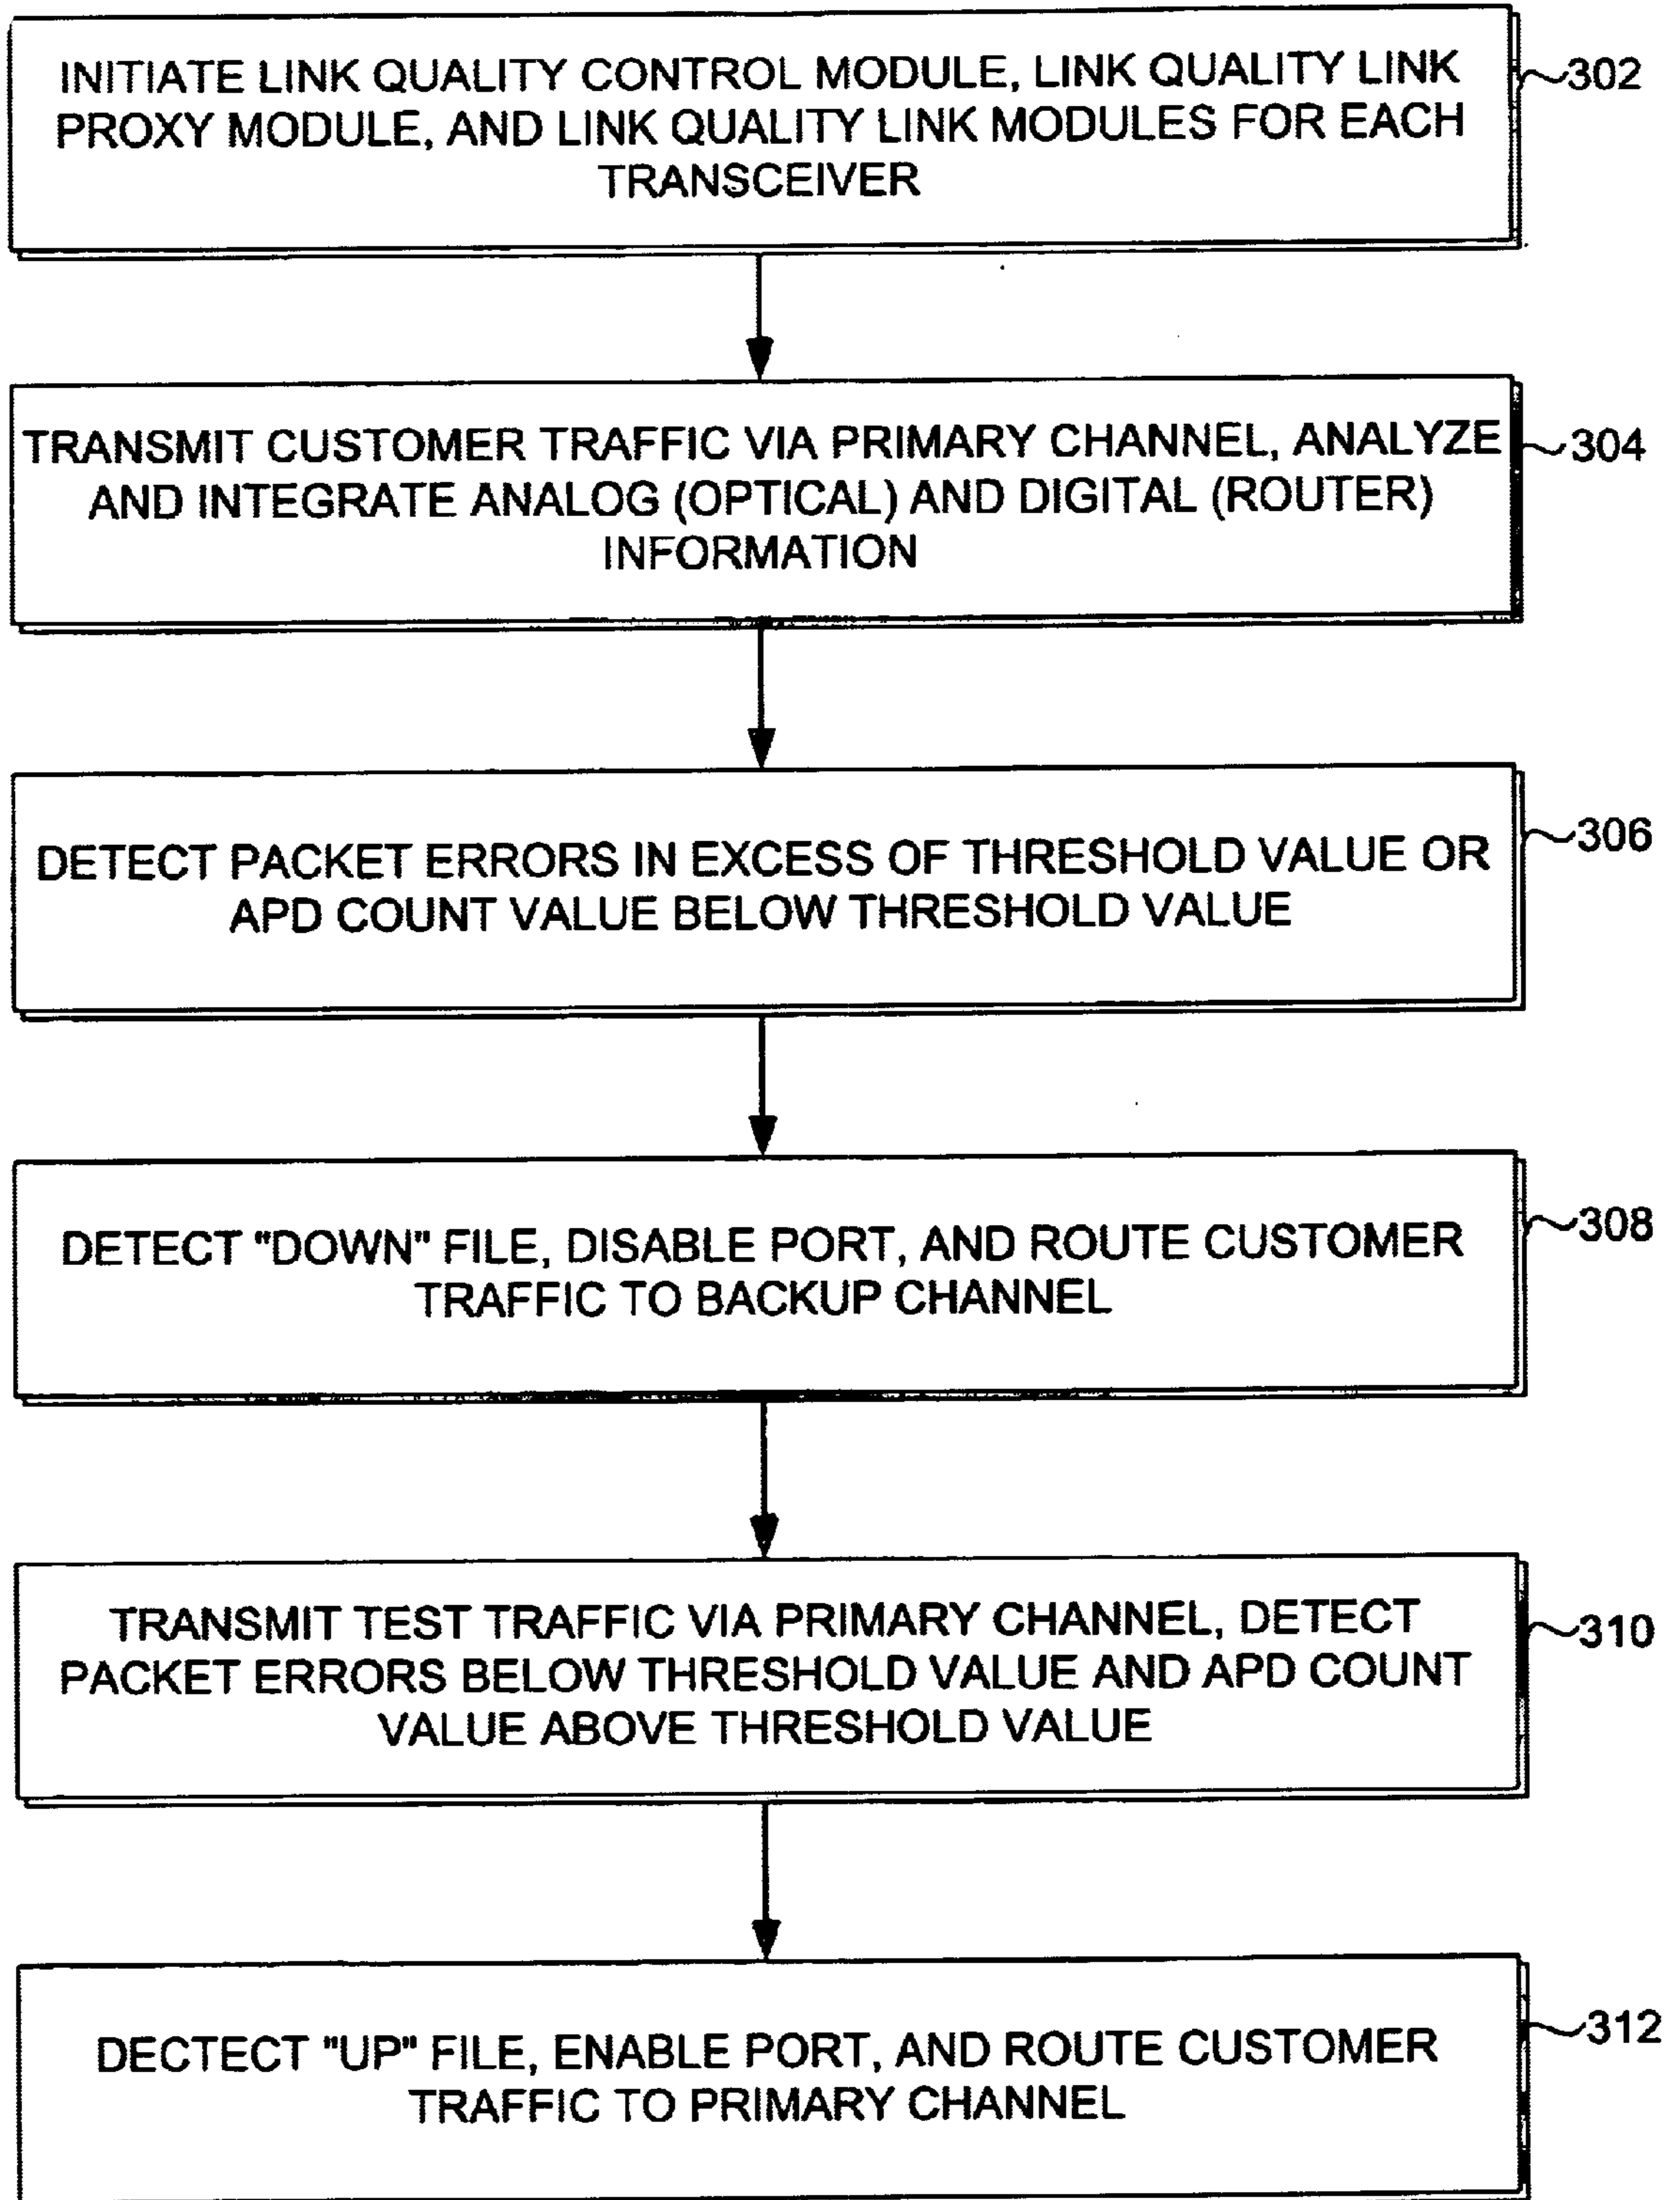 INITIATE LINK QUALITY CONTROL MODULE, LINK QUALITY LINK
PROXY MODULE, AND LINK QUALITY LINK MODULES FOR EACH
TRANSCEIVER
302
TRANSMIT CUSTOMER TRAFFIC VIA PRIMARY CHANNEL, ANALYZE
AND INTEGRATE ANALOG (OPTICAL) AND DIGITAL (ROUTER)
INFORMATION
304
DETECT PACKET ERRORS IN EXCESS OF THRESHOLD VALUE OR
APD COUNT VALUE BELOW THRESHOLD VALUE
306
DETECT "DOWN" FILE, DISABLE PORT, AND ROUTE CUSTOMER
TRAFFIC TO BACKUP CHANNEL
308
TRANSMIT TEST TRAFFIC VIA PRIMARY CHANNEL, DETECT
PACKET ERRORS BELOW THRESHOLD VALUE AND APD COUNT
VALUE ABOVE THRESHOLD VALUE
310
DECTECT "UP" FILE, ENABLE PORT, AND ROUTE CUSTOMER
TRAFFIC TO PRIMARY CHANNEL
312